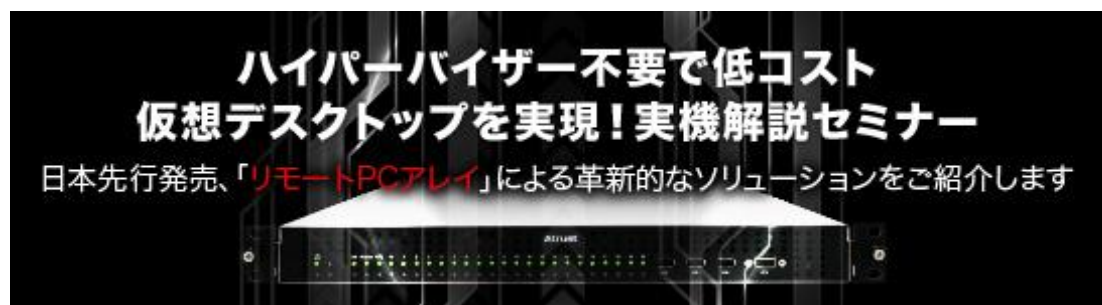 ハイパーバイザー不要で低コスト
仮想デスクトップを実現！実機解説セミナー
日本先行発売、「リモートPCアレイ」による革新的なソリューションをご紹介します
Atrust